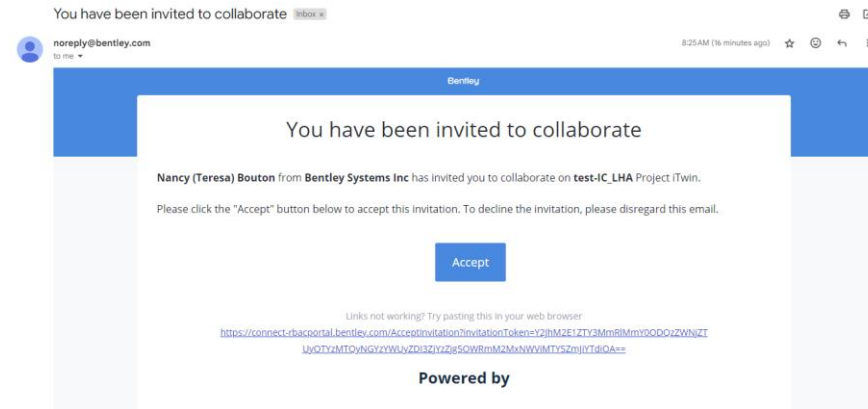 You have been invited to collaborate Inbox x
noreply@bentley.com
8:25 AM (16 minutes ago)
to me
Bentley
You have been invited to collaborate
Nancy (Teresa) Bouton from Bentley Systems Inc has invited you to collaborate on test-IC_LHA Project iTwin.
Please click the "Accept" button below to accept this invitation. To decline the invitation, please disregard this email.
Accept
Links not working? Try pasting this in your web browser
Powered by